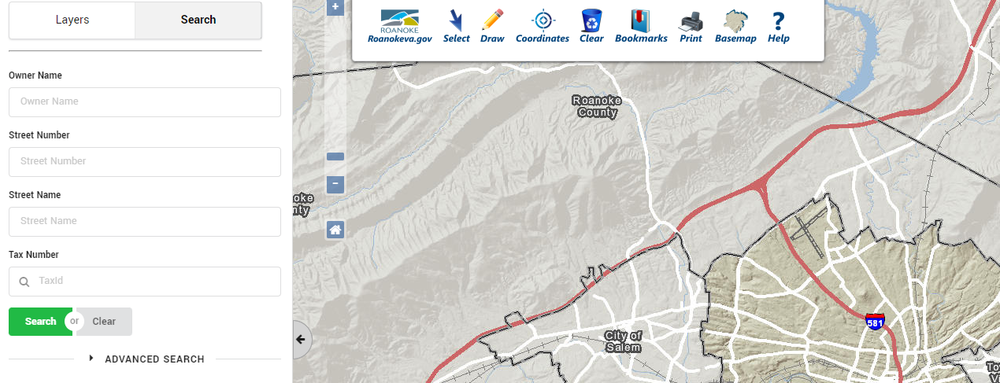 Layers
Search
Owner Name
Owner Name
Street Number
Street Number
Street Name
Street Name
Tax Number
TaxId
Search
or
Clear
ADVANCED SEARCH
+
−
ROANOKE
Roanokeva.gov
Select
Draw
Coordinates
Clear
Bookmarks
Print
Basemap
?
Help
Roanoke
County
oke
nty
City of
Salem
581
To
Vi